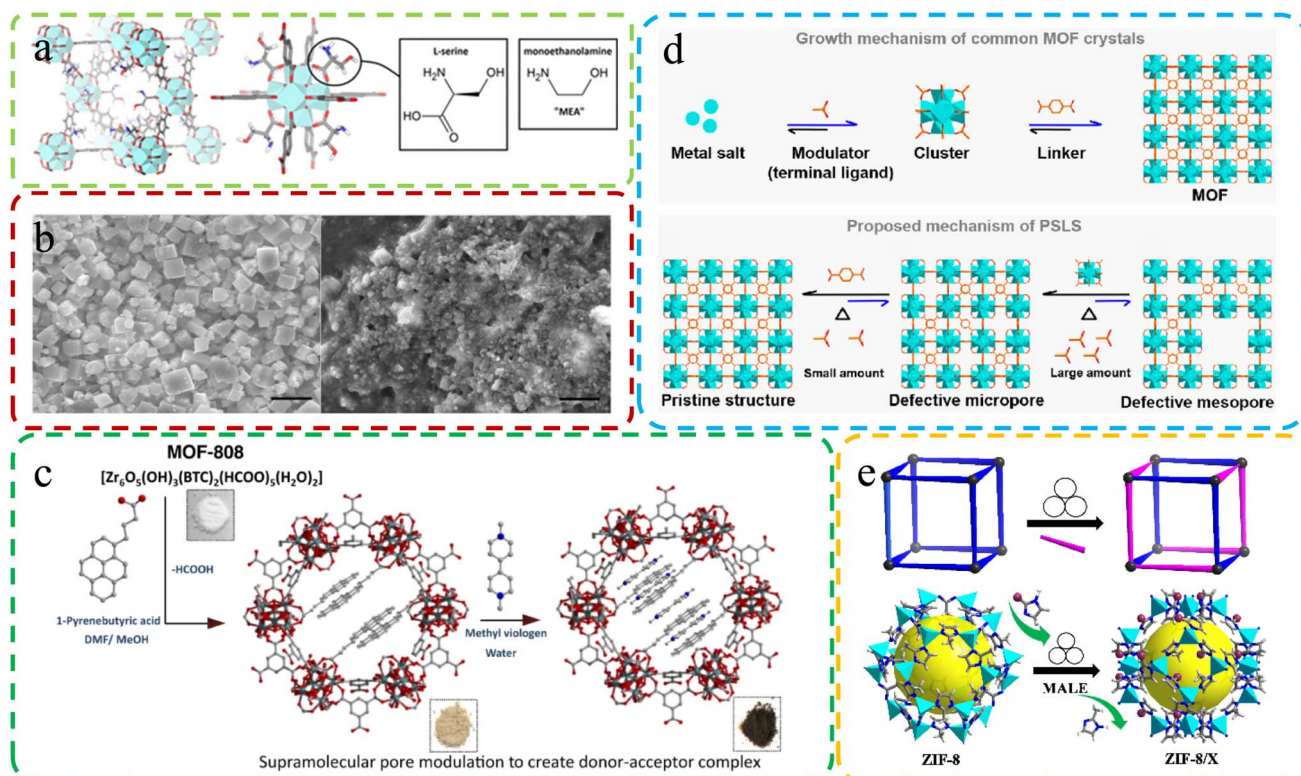 a
L-serine
H₂N
OH
HO
O
monoethanolamine
H₂N
OH
"MEA"
b
d
Growth mechanism of common MOF crystals
Metal salt
Modulator
(terminal ligand)
Cluster
Linker
MOF
Proposed mechanism of PSLS
Small amount
Large amount
Pristine structure
Defective micropore
Defective mesopore
c
MOF-808
[Zr₆O₅(OH)₃(BTC)₂(HCOO)₅(H₂O)₂]
-HCOOH
1-Pyrenebutyric acid
DMF/ MeOH
Methyl viologen
Water
Supramolecular pore modulation to create donor-acceptor complex
e
MALE
ZIF-8
ZIF-8/X